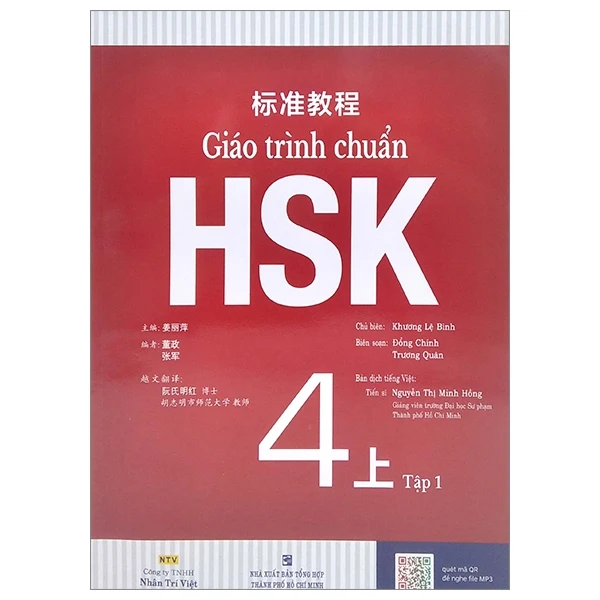 标准教程
Giáo trình chuẩn
HSK
主编: 姜丽萍
编者: 董政
张军
越文翻译:
阮氏明红 博士
胡志明市师范大学 教师
Chủ biên: Khương Lệ Bình
Biên soạn: Đổng Chính
Trương Quân
Bản dịch tiếng Việt:
Tiến sĩ Nguyễn Thị Minh Hồng
Giảng viên trường Đại học Sư phạm
Thành phố Hồ Chí Minh
4上 Tập 1
NTV
Công ty TNHH
Nhân Trí Việt
NHÀ XUẤT BẢN TỔNG HỢP
THÀNH PHỐ HỒ CHÍ MINH
quét mã QR
để nghe file MP3